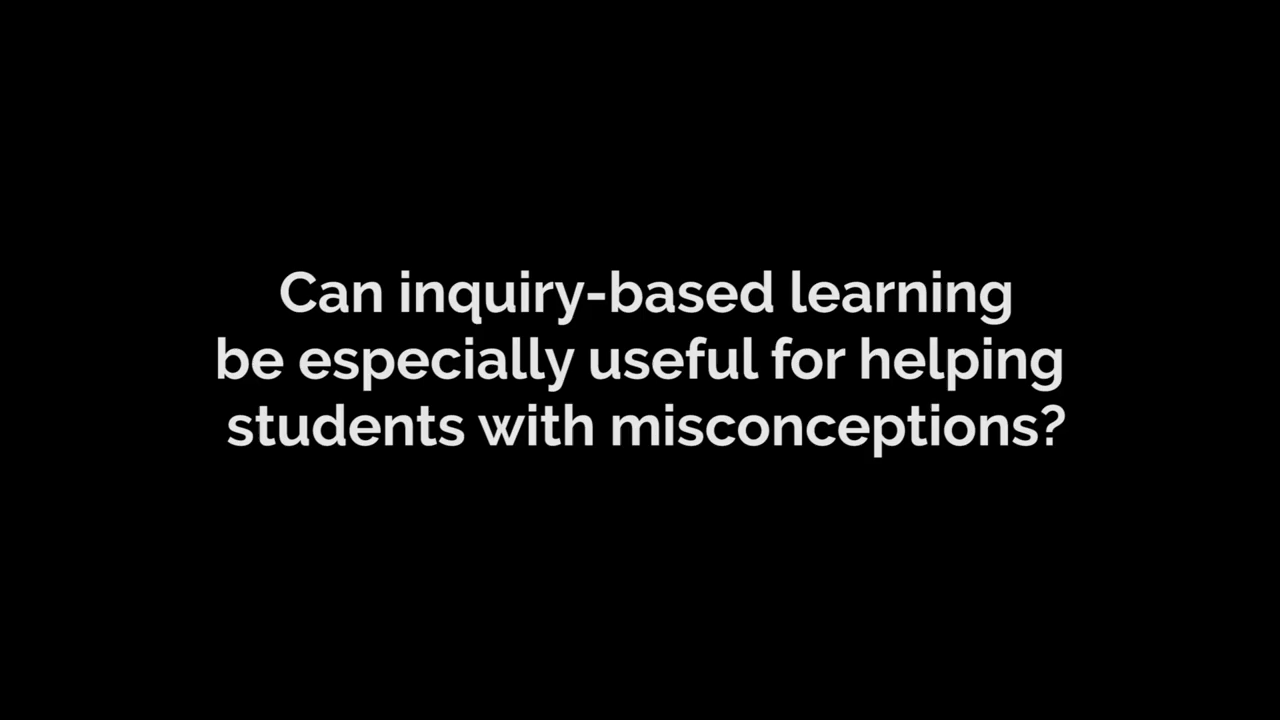 Can inquiry-based learning
be especially useful for helping
students with misconceptions?